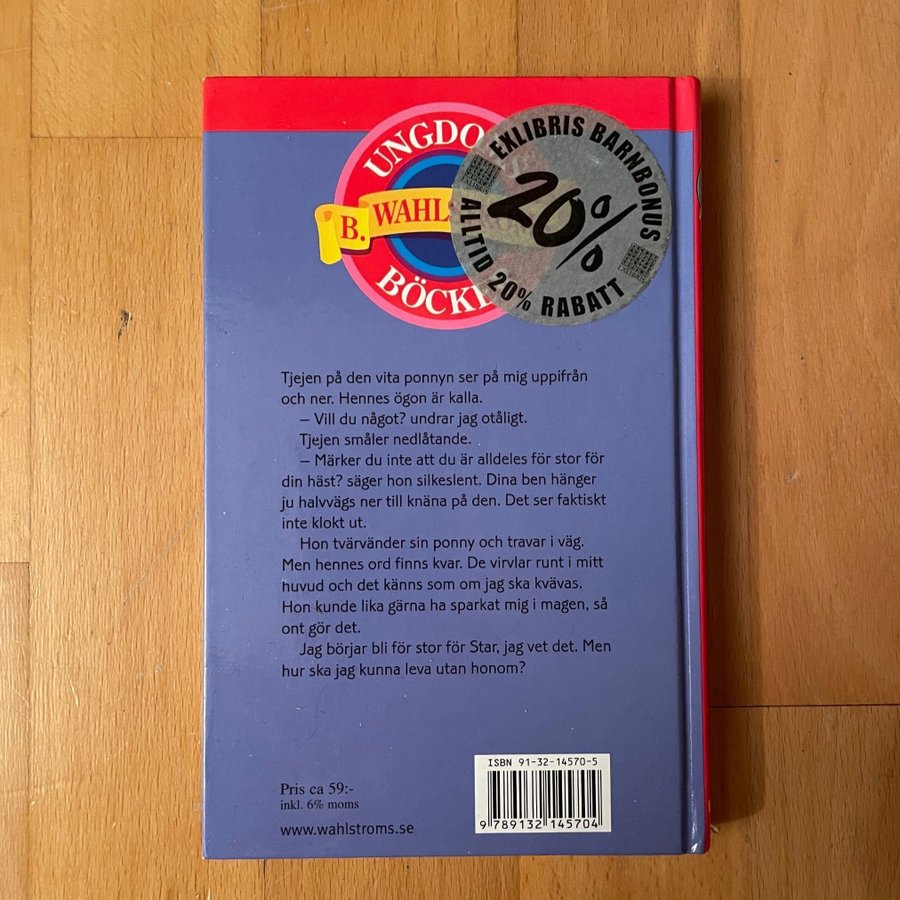 UNGDO
B. WAHLS
BÖCKE
EXLIBRIS BARNBONUS
20%
ALLTID 20% RABATT
EXLIBRIS
EXLIBRIS
Tjejen på den vita ponnyn ser på mig uppifrån
och ner. Hennes ögon är kalla.
– Vill du något? undrar jag otåligt.
Tjejen småler nedlåtande.
– Märker du inte att du är alldeles för stor för
din häst? säger hon silkeslent. Dina ben hänger
ju halvvägs ner till knäna på den. Det ser faktiskt
inte klokt ut.
Hon tvärvänder sin ponny och travar i väg.
Men hennes ord finns kvar. De virvlar runt i mitt
huvud och det känns som om jag ska kvävas.
Hon kunde lika gärna ha sparkat mig i magen, så
ont gör det.
Jag börjar bli för stor för Star, jag vet det. Men
hur ska jag kunna leva utan honom?
Pris ca 59:-
inkl. 6% moms
www.wahlstroms.se
ISBN 91-32-14570-5
9 789132 145704